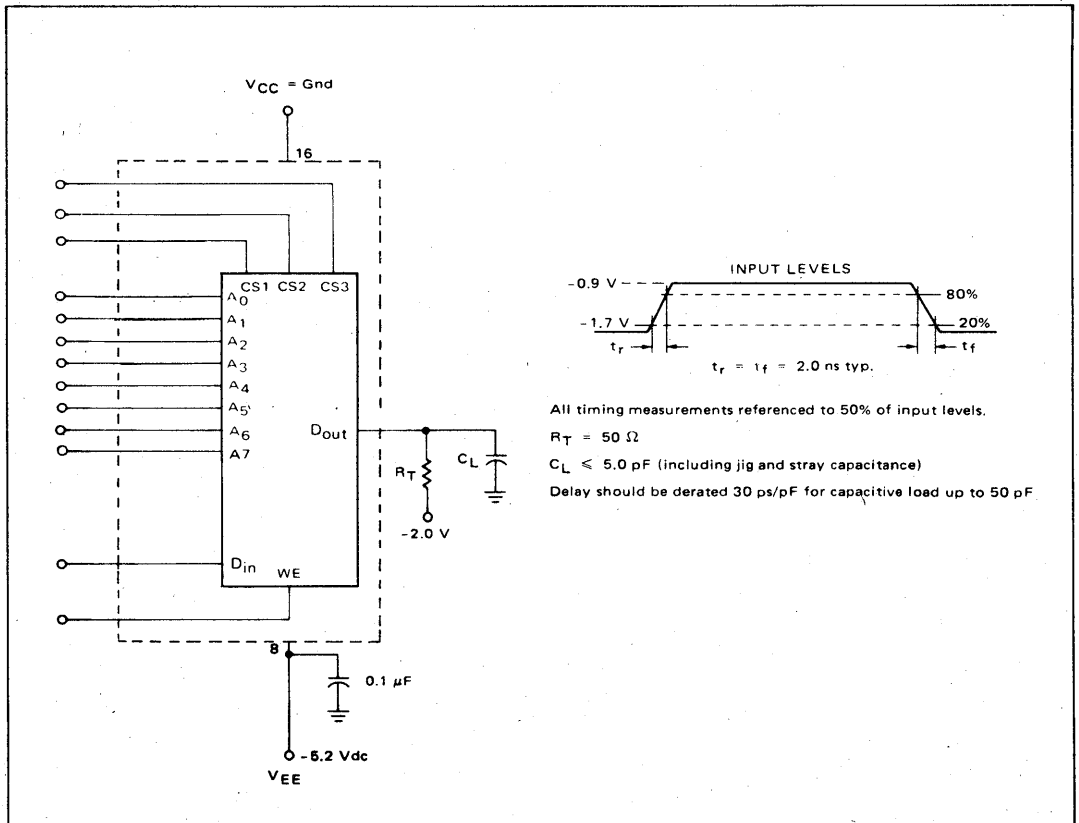 VCC = Gnd
16
CS1 CS2 CS3
A0
A1
A2
A3
A4
A5
A6
A7
Dout
RT
CL
-2.0 V
Din
WE
8
0.1 μF
-5.2 Vdc
VEE
INPUT LEVELS
-0.9 V
80%
-1.7 V
20%
tr
tf
tr = tf = 2.0 ns typ.
All timing measurements referenced to 50% of input levels.
RT = 50 Ω
CL ≤ 5.0 pF (including jig and stray capacitance)
Delay should be derated 30 ps/pF for capacitive load up to 50 pF